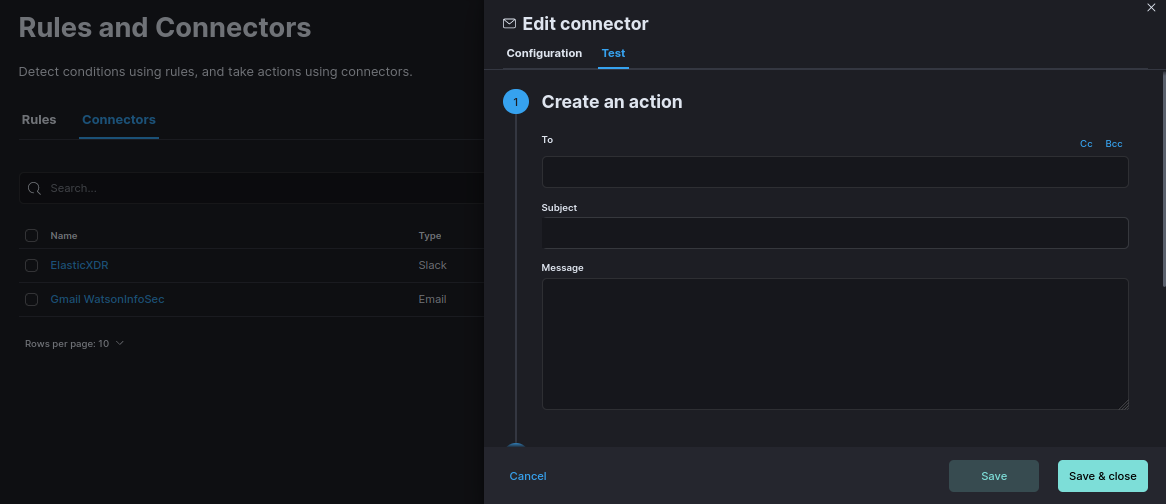 Rules and Connectors
Detect conditions using rules, and take actions using connectors.
Rules Connectors
Search...
Name Type
ElasticXDR Slack
Gmail WatsonInfoSec Email
Rows per page: 10
Edit connector
Configuration Test
1 Create an action
To Cc Bcc
Subject
Message
Cancel Save Save & close